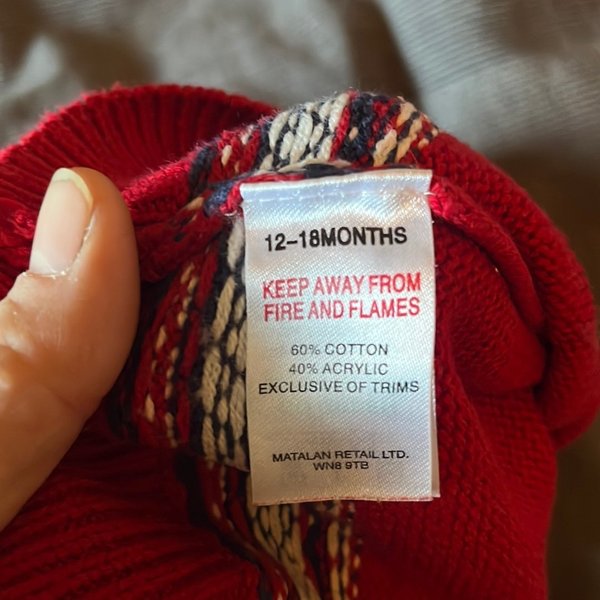 12-18MONTHS
KEEP AWAY FROM
FIRE AND FLAMES
60% COTTON
40% ACRYLIC
EXCLUSIVE OF TRIMS
MATALAN RETAIL LTD.
WN8 9TB